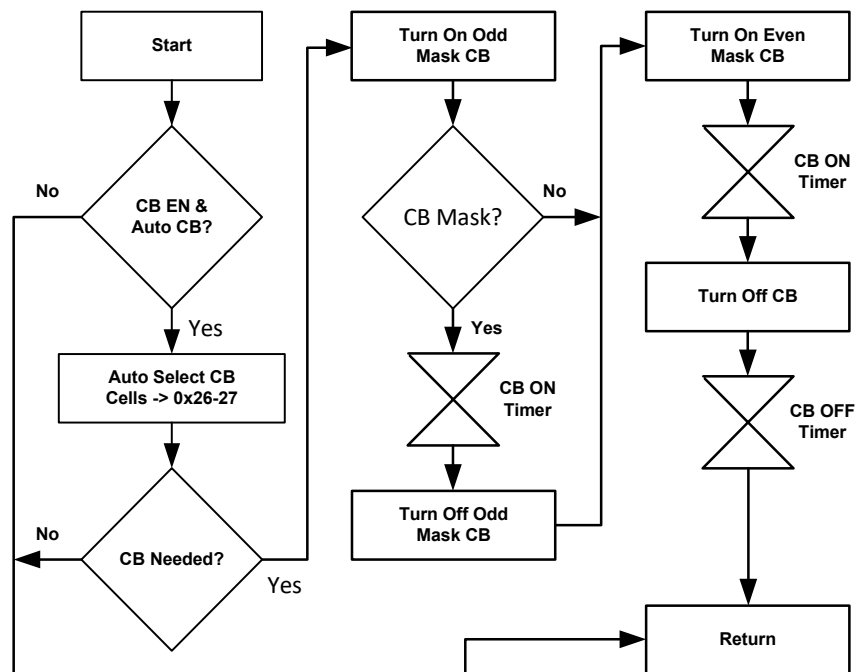 Start
No
CB EN &
Auto CB?
Yes
Auto Select CB
Cells -> 0x26-27
No
CB Needed?
Yes
Turn On Odd
Mask CB
CB Mask?
No
Yes
CB ON
Timer
Turn Off Odd
Mask CB
Turn On Even
Mask CB
CB ON
Timer
Turn Off CB
CB OFF
Timer
Return